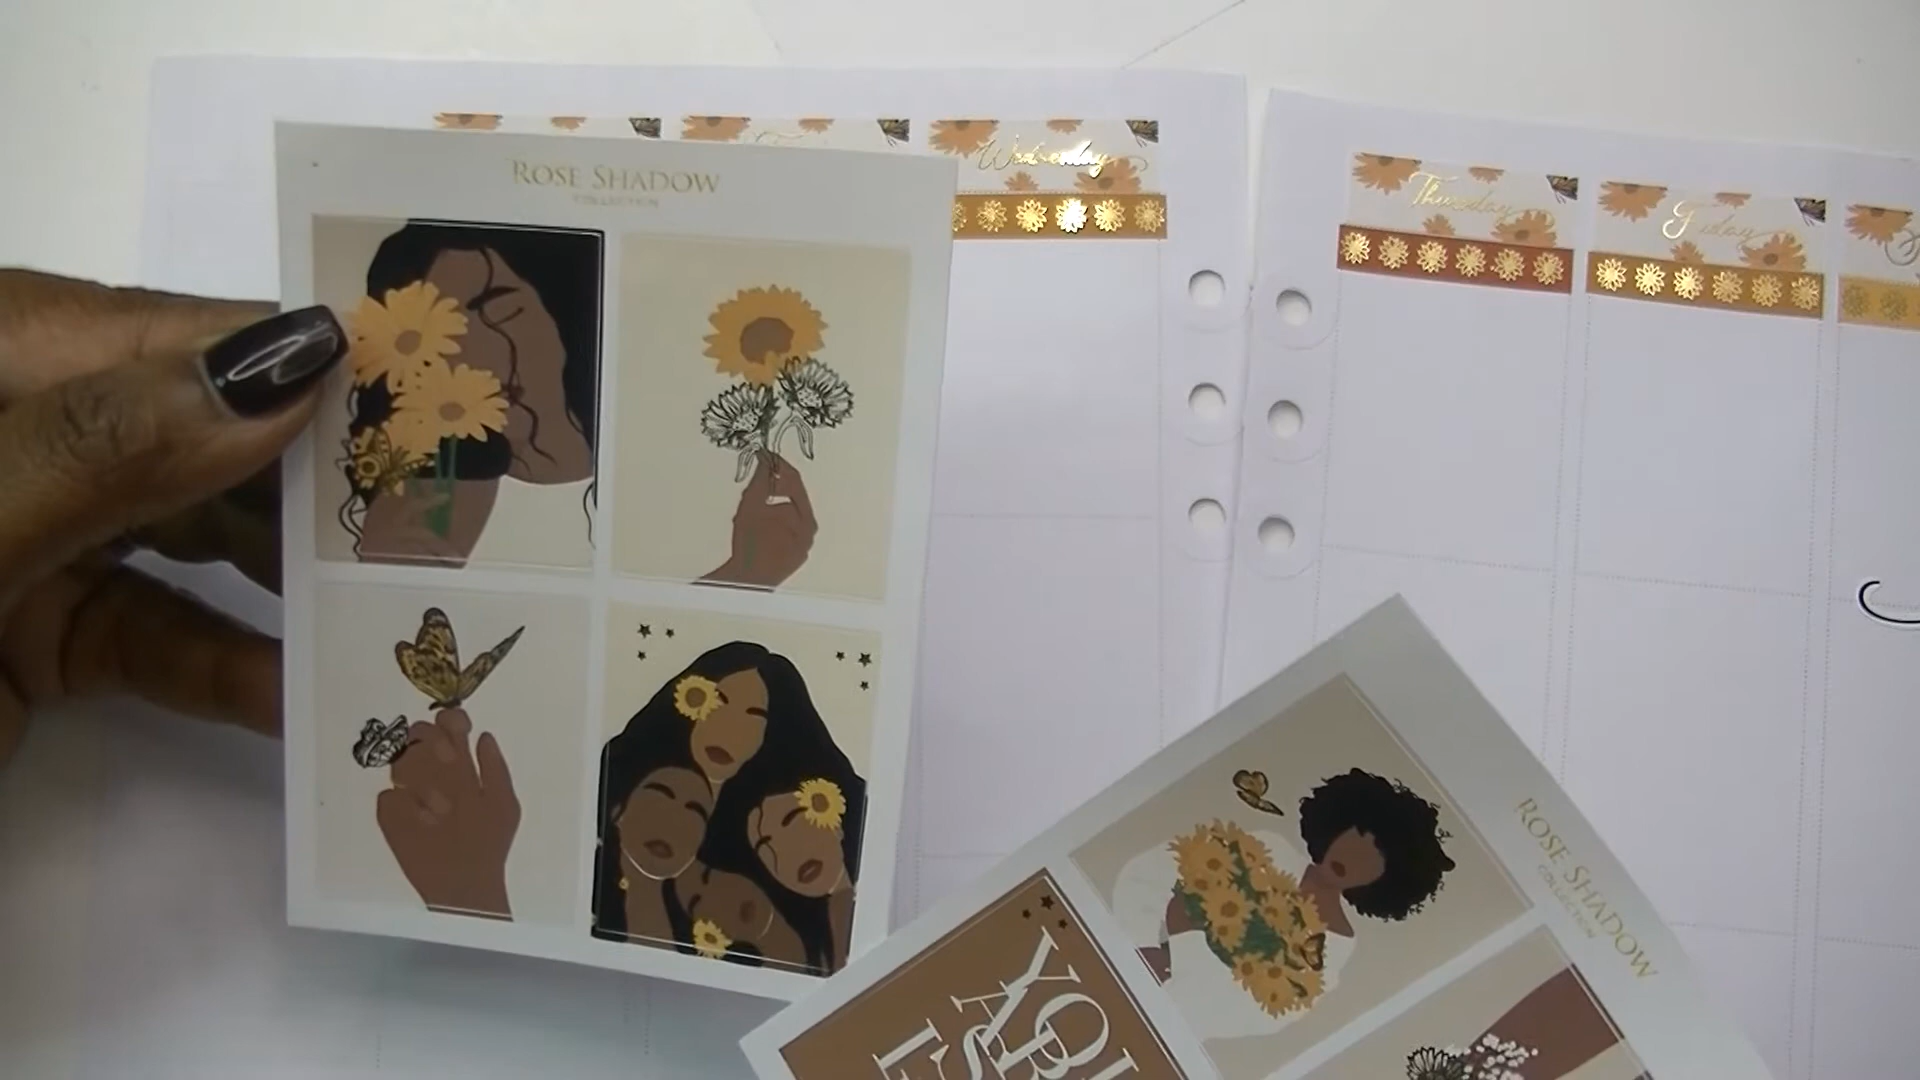 ROSE SHADOW
COLLECTION
Wednesday
Thursday
Friday
ROSE SHADOW
COLLECTION